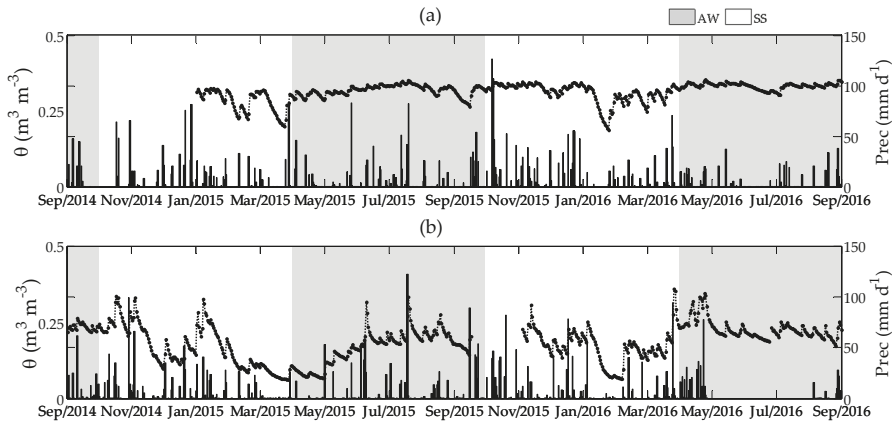 (a)
AW SS
0.5 150
100
0.25
50
0 0
θ (m³ m⁻³)
Prec (mm d⁻¹)
Sep/2014 Nov/2014 Jan/2015 Mar/2015 May/2015 Jul/2015 Sep/2015 Nov/2015 Jan/2016 Mar/2016 May/2016 Jul/2016 Sep/2016
(b)
0.5 150
100
0.25
50
0 0
θ (m³ m⁻³)
Prec (mm d⁻¹)
Sep/2014 Nov/2014 Jan/2015 Mar/2015 May/2015 Jul/2015 Sep/2015 Nov/2015 Jan/2016 Mar/2016 May/2016 Jul/2016 Sep/2016